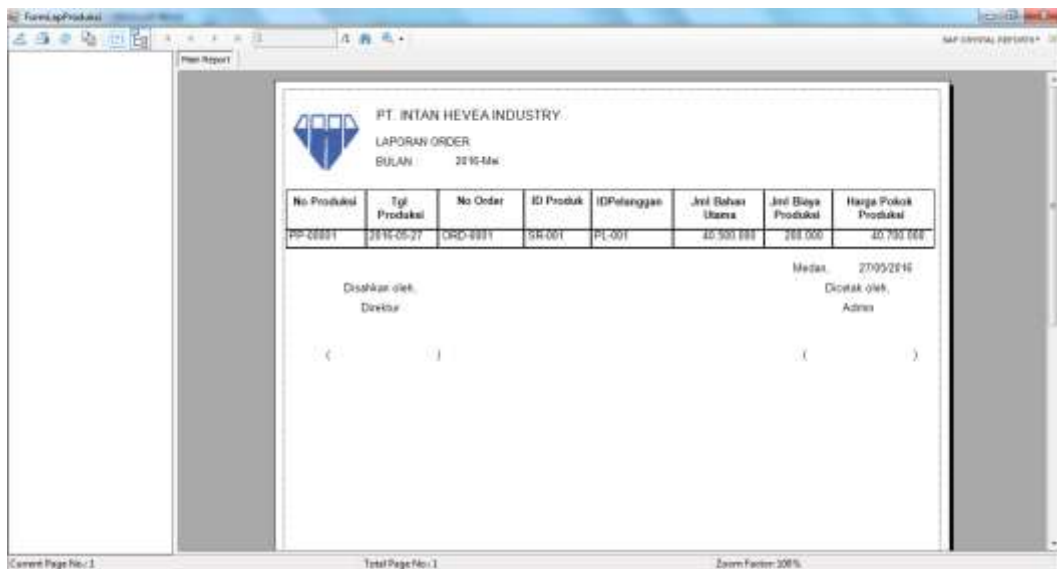 FormLapProduksi
SAP CRYSTAL REPORTS
Main Report
PT. INTAN HEVEA INDUSTRY
LAPORAN ORDER
BULAN 2016-Mei
No Produksi Tgl Produksi No Order ID Produk IDPelanggan Jml Bahan Utama Jml Biaya Produksi Harga Pokok Produksi
PP-00001 2016-05-27 ORD-0001 SR-001 PL-001 40.500.000 200.000 40.700.000
Medan, 27/05/2016
Disahkan oleh, Dicetak oleh,
Direktur Admin
( ) ( )
Current Page No.: 1 Total Page No.: 1 Zoom Factor: 100%